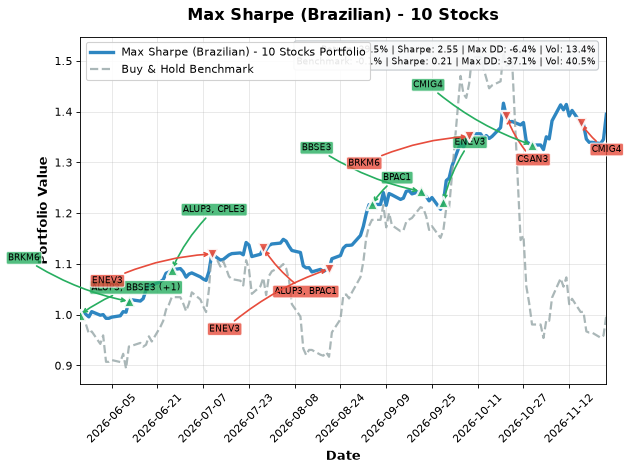 Max Sharpe (Brazilian) - 10 Stocks
Max Sharpe (Brazilian) - 10 Stocks Portfolio
Buy & Hold Benchmark
.5% | Sharpe: 2.55 | Max DD: -6.4% | Vol: 13.4%
| Sharpe: 0.21 | Max DD: -37.1% | Vol: 40.5%
Portfolio Value
1.5
1.4
1.3
1.2
1.1
1.0
0.9
CMIG4
BBSE3
BRKM6
ENEV3
CSAN3
CMIG4
BPAC1
ALUP3, CPLE3
BRKM6
ENEV3
BBSE3 (+1)
ALUP3, BPAC1
ENEV3
2026-06-05
2026-06-21
2026-07-07
2026-07-23
2026-08-08
2026-08-24
2026-09-09
2026-09-25
2026-10-11
2026-10-27
2026-11-12
Date